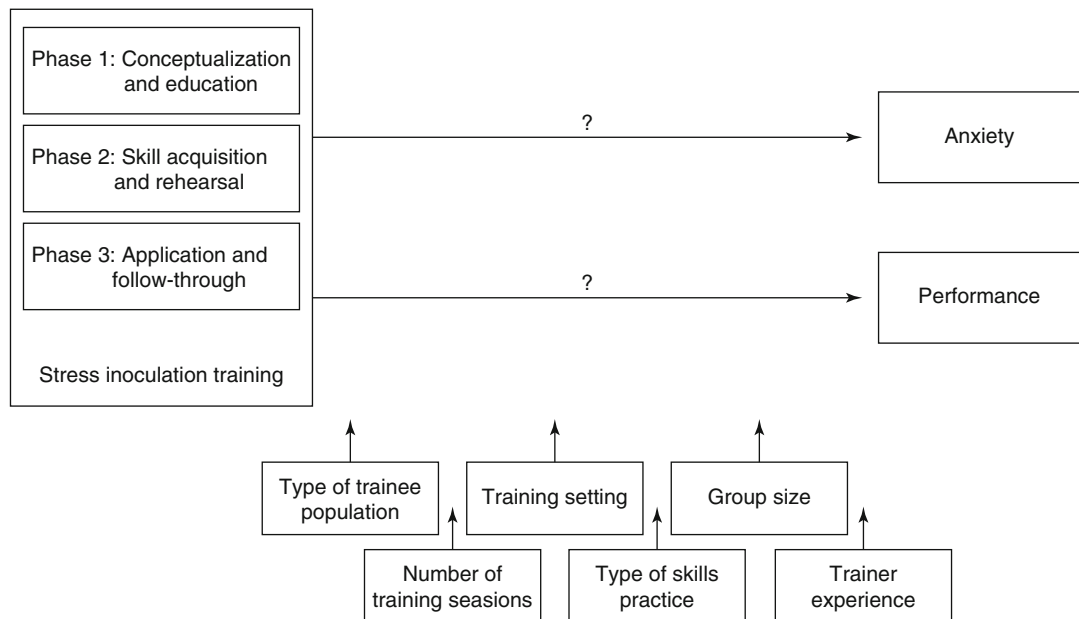 Phase 1: Conceptualization
and education
Phase 2: Skill acquisition
and rehearsal
Phase 3: Application and
follow-through
Stress inoculation training
?
?
Anxiety
Performance
Type of trainee
population
Training setting
Group size
Number of
training seasions
Type of skills
practice
Trainer
experience